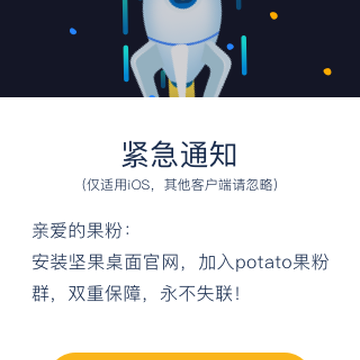 紧急通知
(仅适用iOS，其他客户端请忽略)
亲爱的果粉：
安装坚果桌面官网，加入potato果粉
群，双重保障，永不失联！